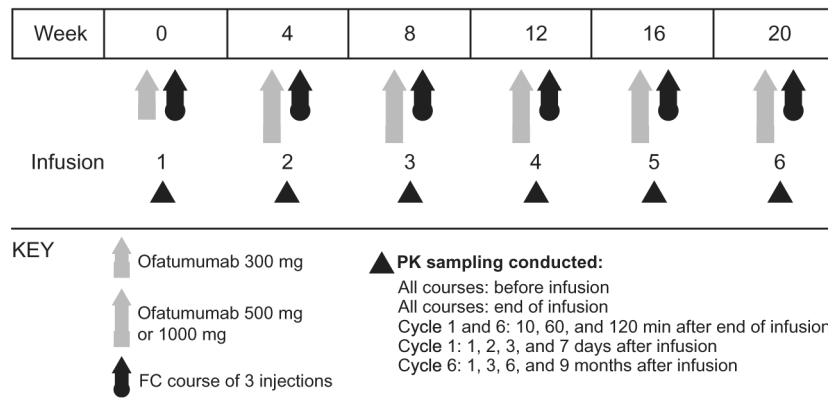 Week 0 4 8 12 16 20
Infusion 1 2 3 4 5 6
KEY
Ofatumumab 300 mg
Ofatumumab 500 mg
or 1000 mg
FC course of 3 injections
PK sampling conducted:
All courses: before infusion
All courses: end of infusion
Cycle 1 and 6: 10, 60, and 120 min after end of infusion
Cycle 1: 1, 2, 3, and 7 days after infusion
Cycle 6: 1, 3, 6, and 9 months after infusion